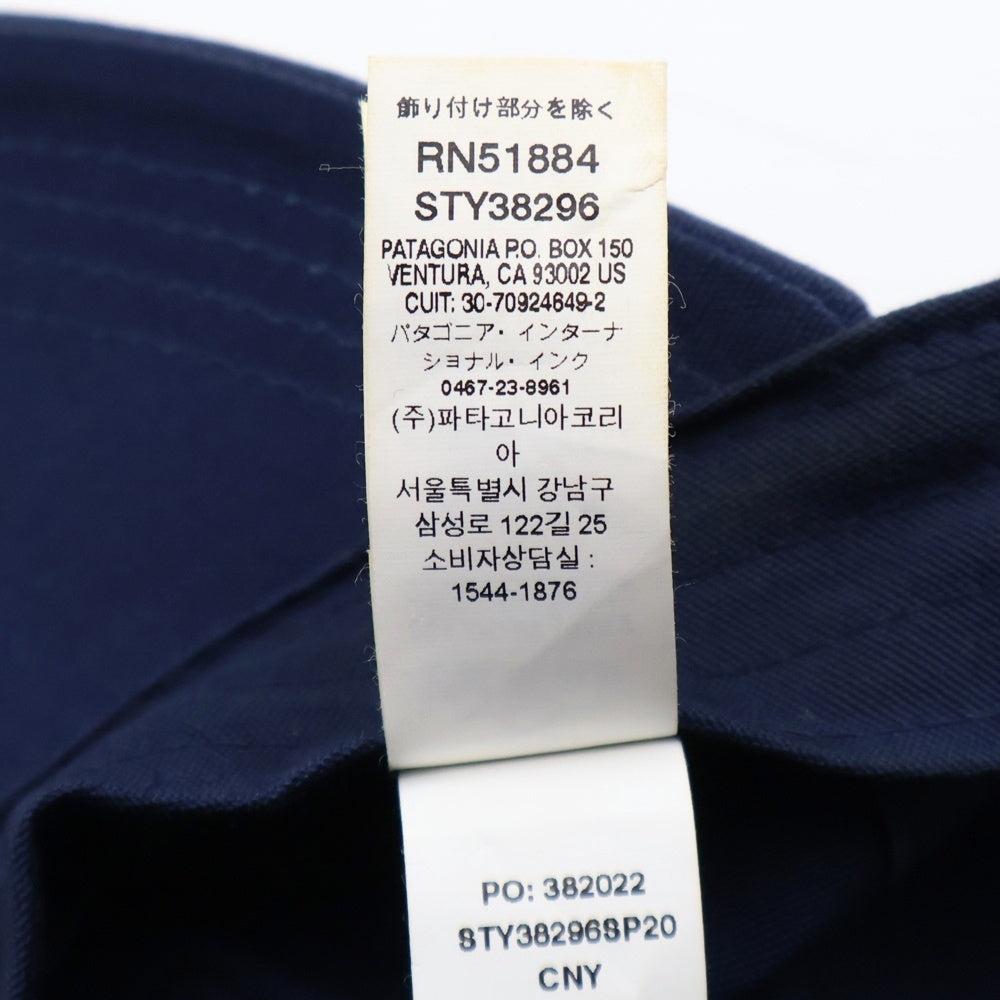 飾り付け部分を除く
RN51884
STY38296
PATAGONIA P.O. BOX 150
VENTURA, CA 93002 US
CUIT: 30-70924649-2
パタゴニア・インターナ
ショナル・インク
0467-23-8961
(주)파타고니아코리
아
서울특별시 강남구
삼성로 122길 25
소비자상담실 :
1544-1876
PO: 382022
STY38296SP20
CNY